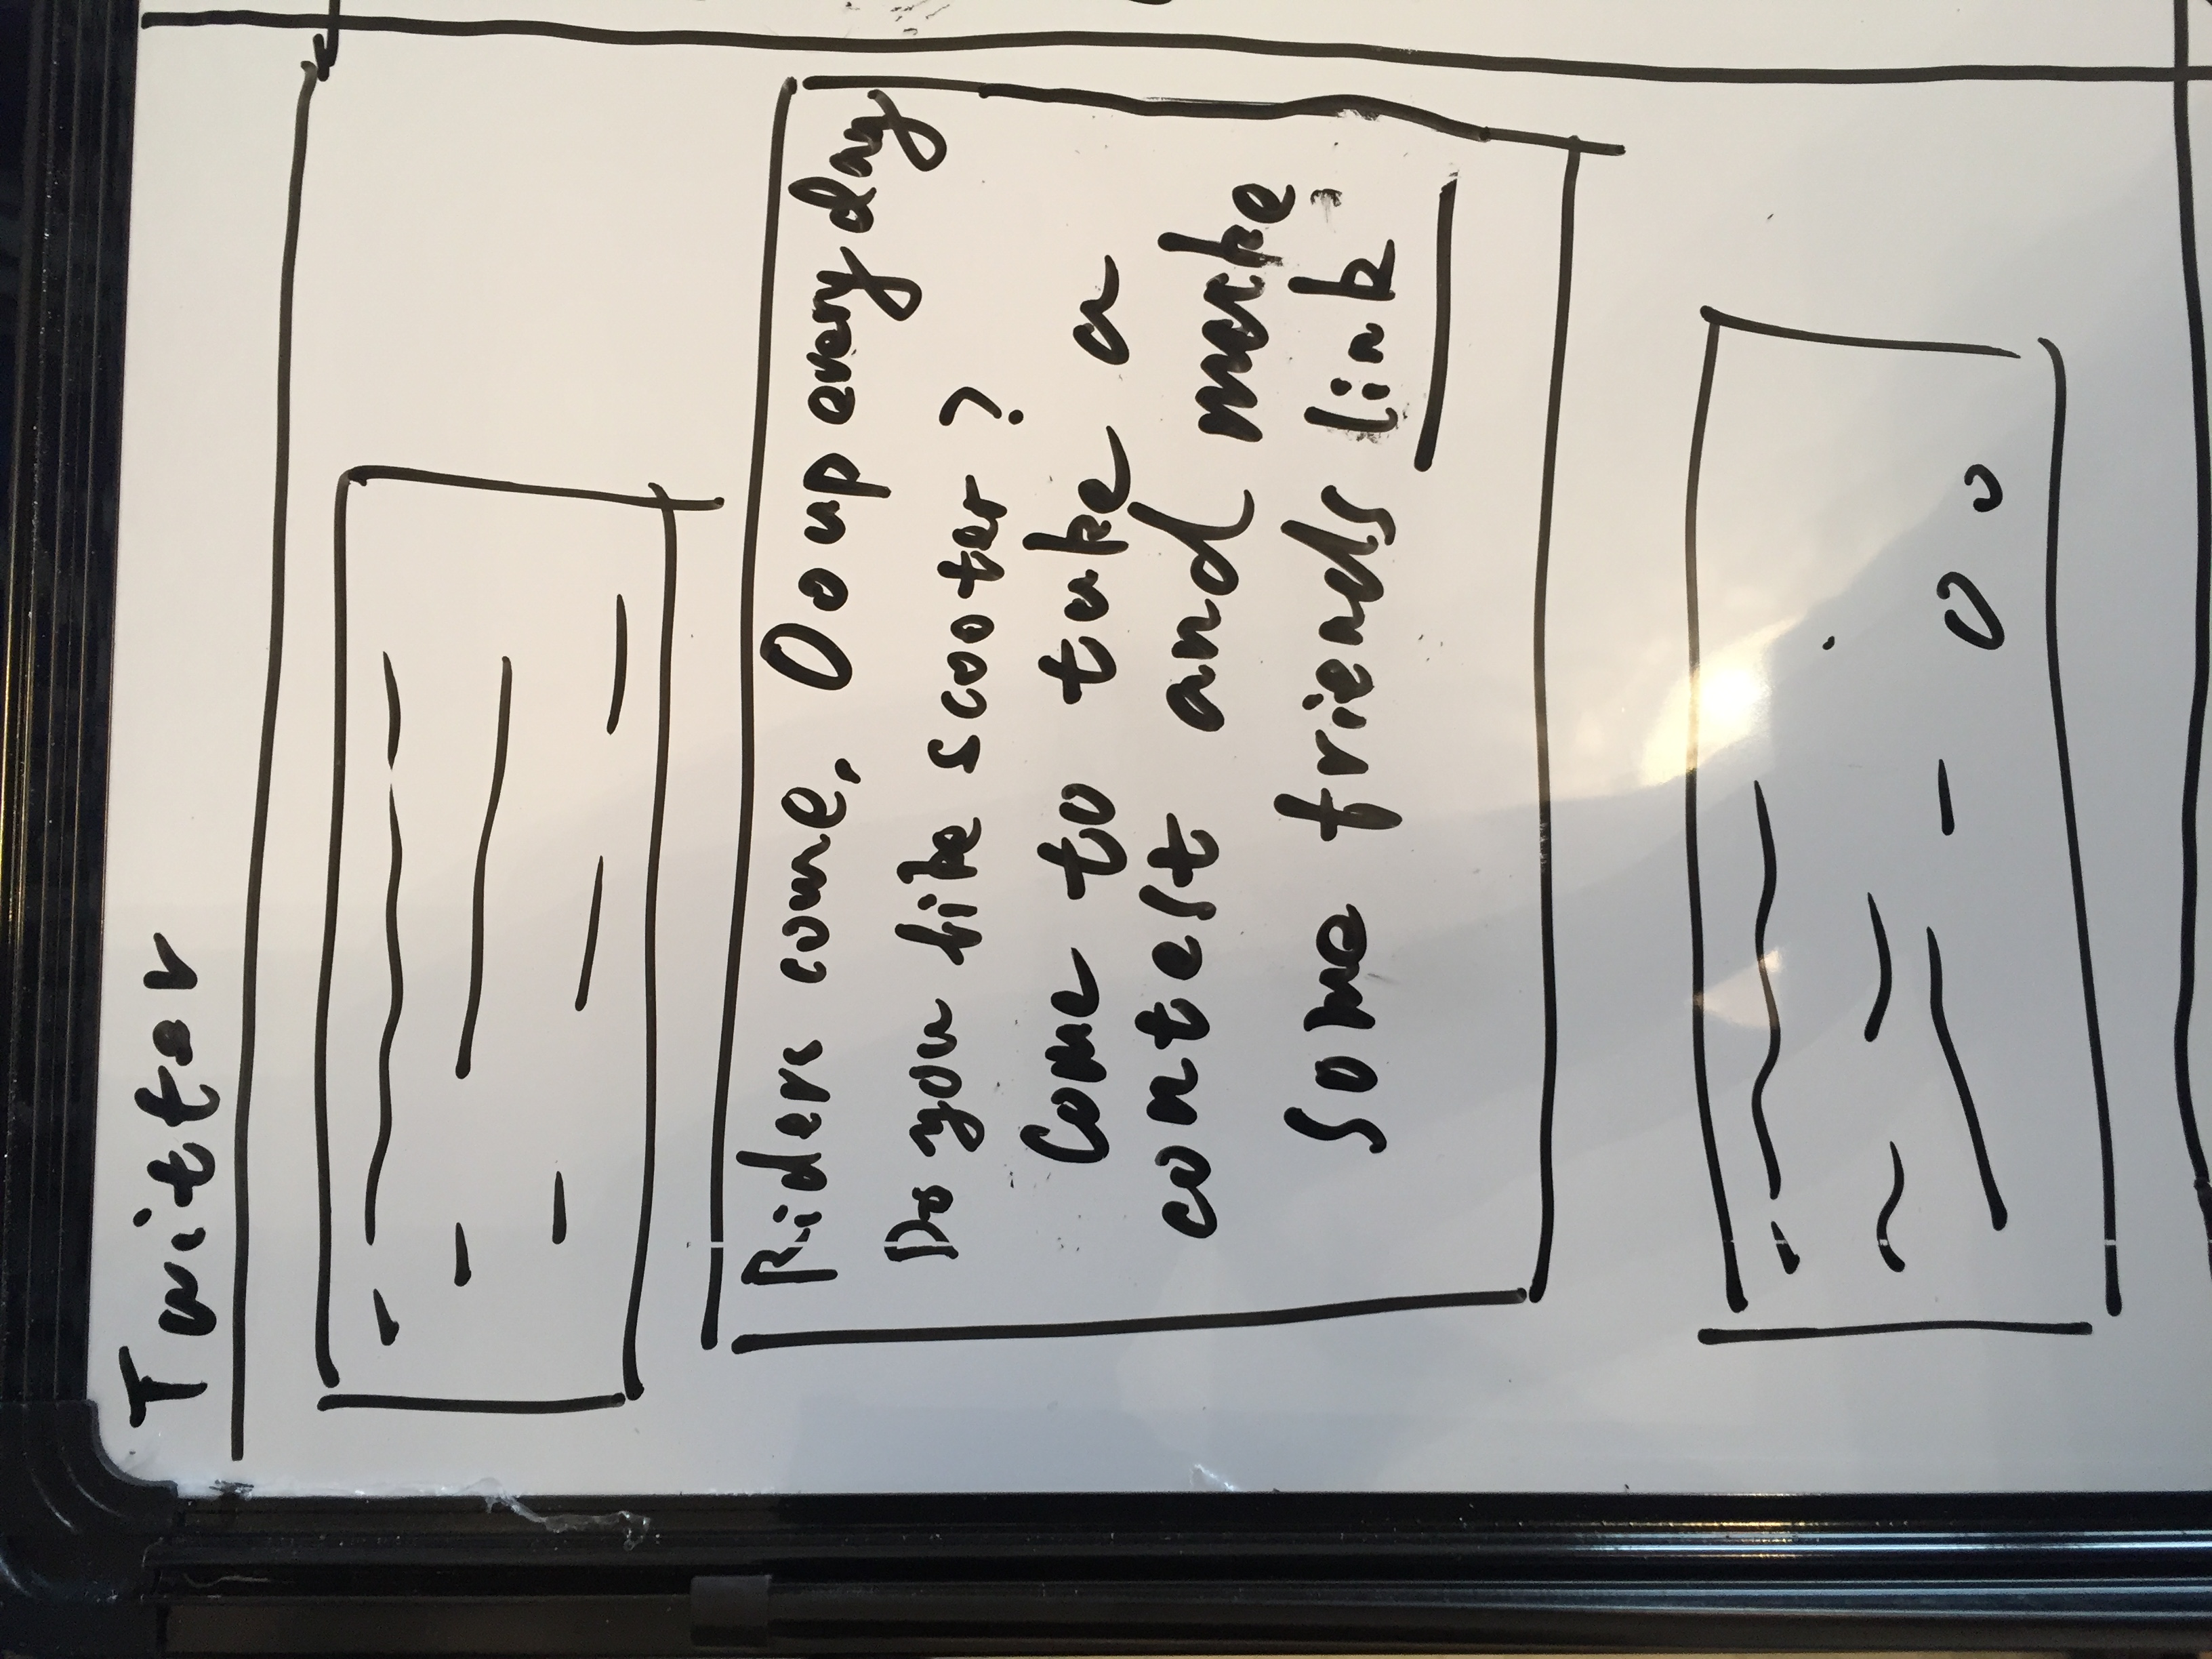 Twitter
Riders come, Oo up every day
Do you like scooter?
Come to take a
contest and make
some friends link